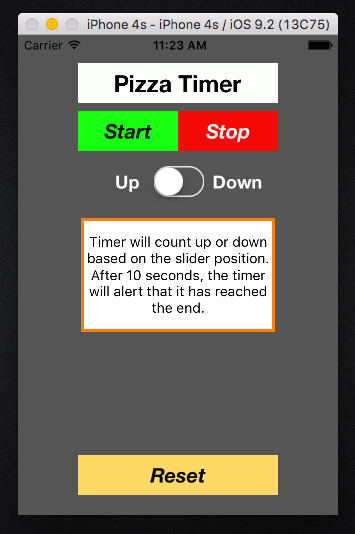 iPhone 4s - iPhone 4s / iOS 9.2 (13C75)
Carrier 11:23 AM
Pizza Timer
Start Stop
Up Down
Timer will count up or down
based on the slider position.
After 10 seconds, the timer
will alert that it has reached
the end.
Reset